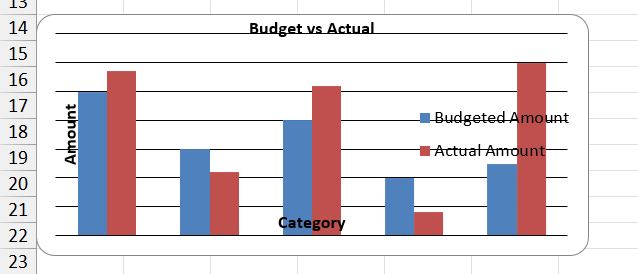 13
14
15
16
17
18
19
20
21
22
23
Budget vs Actual
Amount
Budgeted Amount
Actual Amount
Category